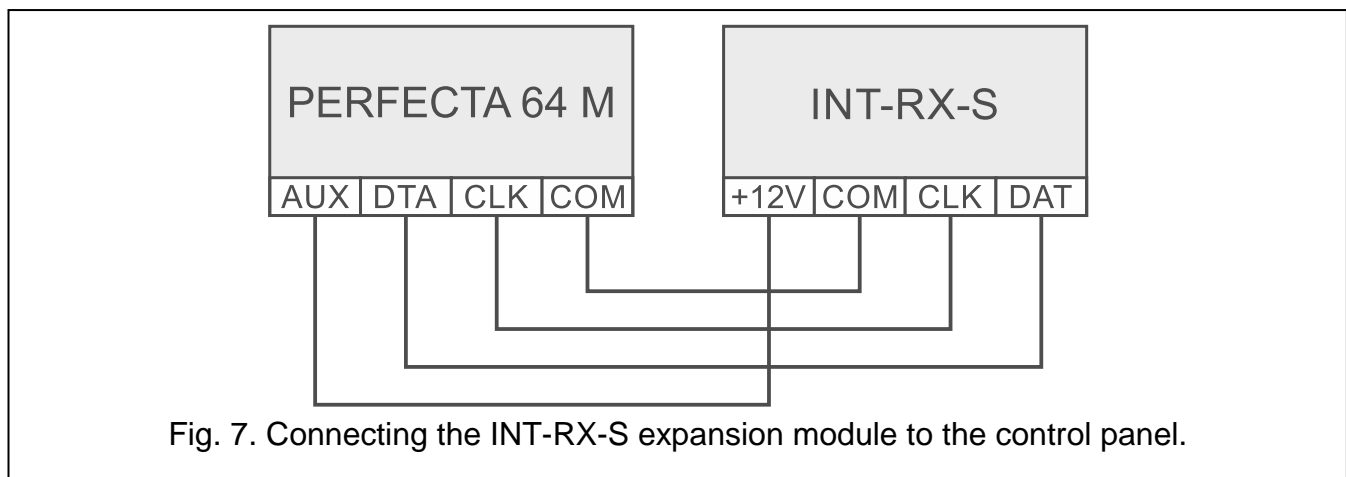 PERFECTA 64 M
INT-RX-S
AUX DTA CLK COM
+12V COM CLK DAT
Fig. 7. Connecting the INT-RX-S expansion module to the control panel.